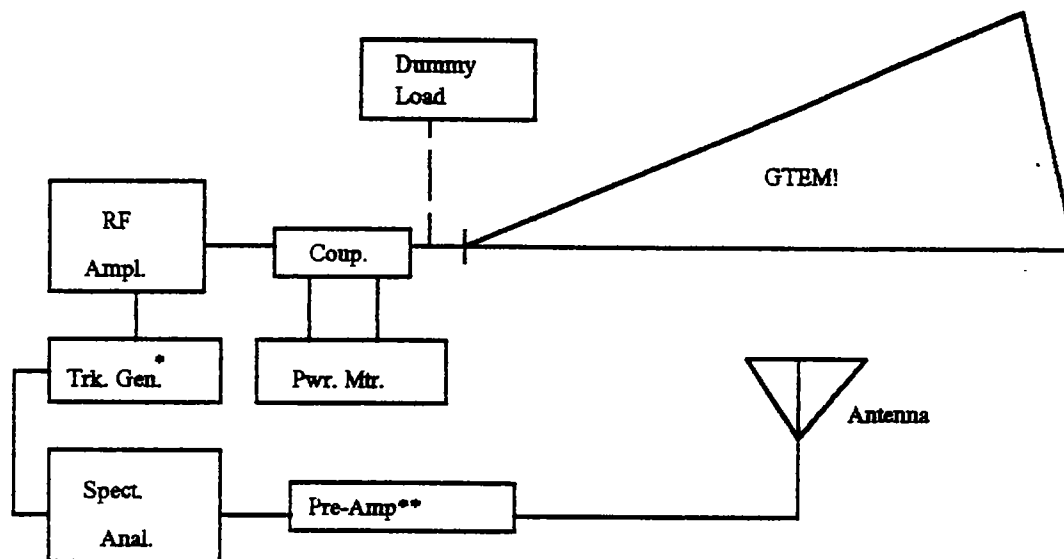 Dummy
Load
GTEM!
RF
Ampl.
Coup.
Trk. Gen.*
Pwr. Mtr.
Antenna
Spect.
Anal.
Pre-Amp**